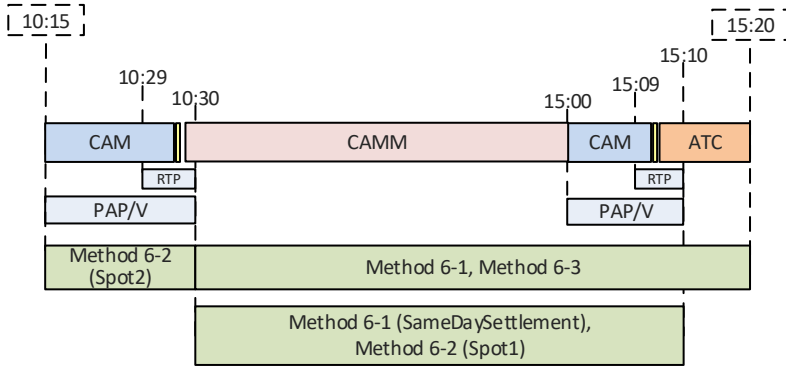 10:15
15:20
10:29
15:10
10:30
15:00
15:09
CAM
CAMM
CAM
ATC
RTP
RTP
PAP/V
PAP/V
Method 6-2
(Spot2)
Method 6-1, Method 6-3
Method 6-1 (SameDaySettlement),
Method 6-2 (Spot1)